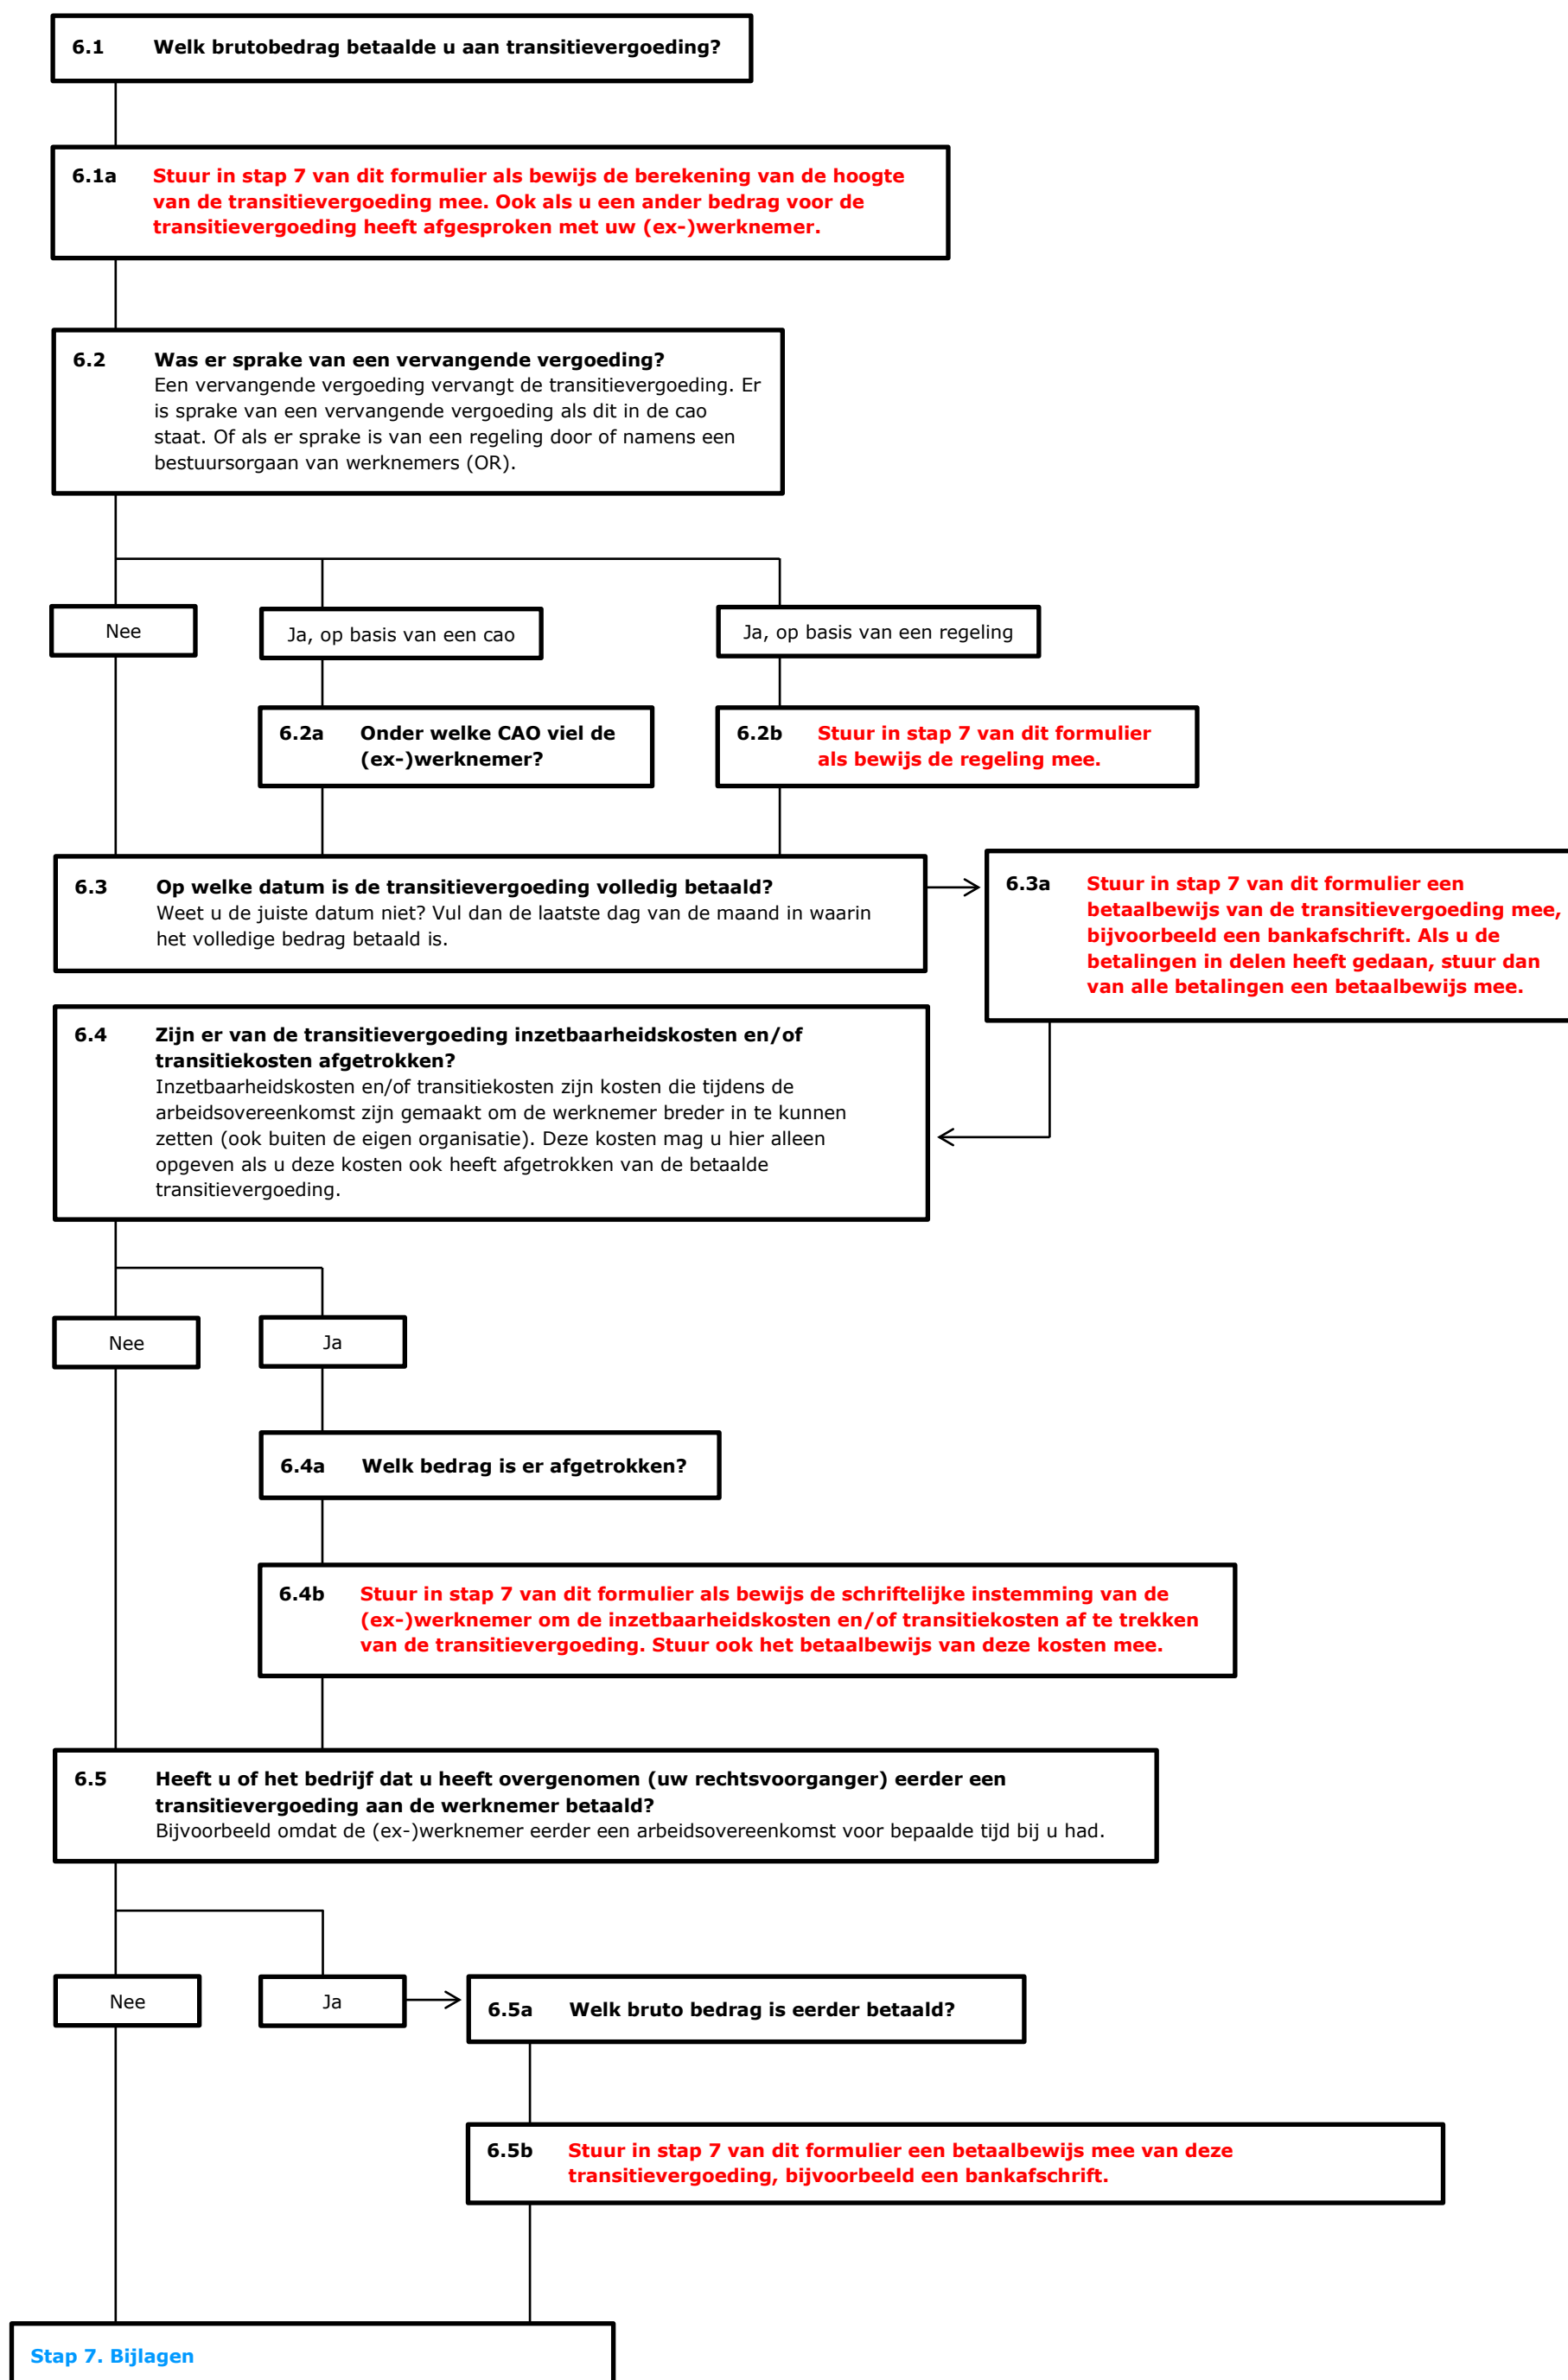 6.1 Welk brutobedrag betaalde u aan transitievergoeding?
6.1a Stuur in stap 7 van dit formulier als bewijs de berekening van de hoogte
van de transitievergoeding mee. Ook als u een ander bedrag voor de
transitievergoeding heeft afgesproken met uw (ex-)werknemer.
6.2 Was er sprake van een vervangende vergoeding?
Een vervangende vergoeding vervangt de transitievergoeding. Er
is sprake van een vervangende vergoeding als dit in de cao
staat. Of als er sprake is van een regeling door of namens een
bestuursorgaan van werknemers (OR).
Nee
Ja, op basis van een cao
Ja, op basis van een regeling
6.2a Onder welke CAO viel de
(ex-)werknemer?
6.2b Stuur in stap 7 van dit formulier
als bewijs de regeling mee.
6.3 Op welke datum is de transitievergoeding volledig betaald?
Weet u de juiste datum niet? Vul dan de laatste dag van de maand in waarin
het volledige bedrag betaald is.
6.3a Stuur in stap 7 van dit formulier een
betaalbewijs van de transitievergoeding mee,
bijvoorbeeld een bankafschrift. Als u de
betalingen in delen heeft gedaan, stuur dan
van alle betalingen een betaalbewijs mee.
6.4 Zijn er van de transitievergoeding inzetbaarheidskosten en/of
transitiekosten afgetrokken?
Inzetbaarheidskosten en/of transitiekosten zijn kosten die tijdens de
arbeidsovereenkomst zijn gemaakt om de werknemer breder in te kunnen
zetten (ook buiten de eigen organisatie). Deze kosten mag u hier alleen
opgeven als u deze kosten ook heeft afgetrokken van de betaalde
transitievergoeding.
Nee
Ja
6.4a Welk bedrag is er afgetrokken?
6.4b Stuur in stap 7 van dit formulier als bewijs de schriftelijke instemming van de
(ex-)werknemer om de inzetbaarheidskosten en/of transitiekosten af te trekken
van de transitievergoeding. Stuur ook het betaalbewijs van deze kosten mee.
6.5 Heeft u of het bedrijf dat u heeft overgenomen (uw rechtsvoorganger) eerder een
transitievergoeding aan de werknemer betaald?
Bijvoorbeeld omdat de (ex-)werknemer eerder een arbeidsovereenkomst voor bepaalde tijd bij u had.
Nee
Ja
6.5a Welk bruto bedrag is eerder betaald?
6.5b Stuur in stap 7 van dit formulier een betaalbewijs mee van deze
transitievergoeding, bijvoorbeeld een bankafschrift.
Stap 7. Bijlagen